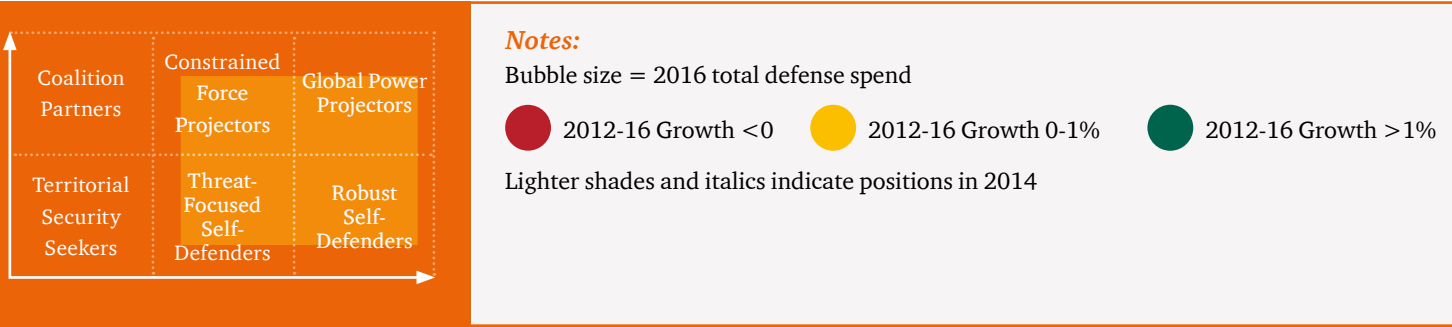 Coalition
Partners
Constrained
Force
Projectors
Global Power
Projectors
Territorial
Security
Seekers
Threat-
Focused
Self-
Defenders
Robust
Self-
Defenders
Notes:
Bubble size = 2016 total defense spend
2012-16 Growth <0
2012-16 Growth 0-1%
2012-16 Growth >1%
Lighter shades and italics indicate positions in 2014